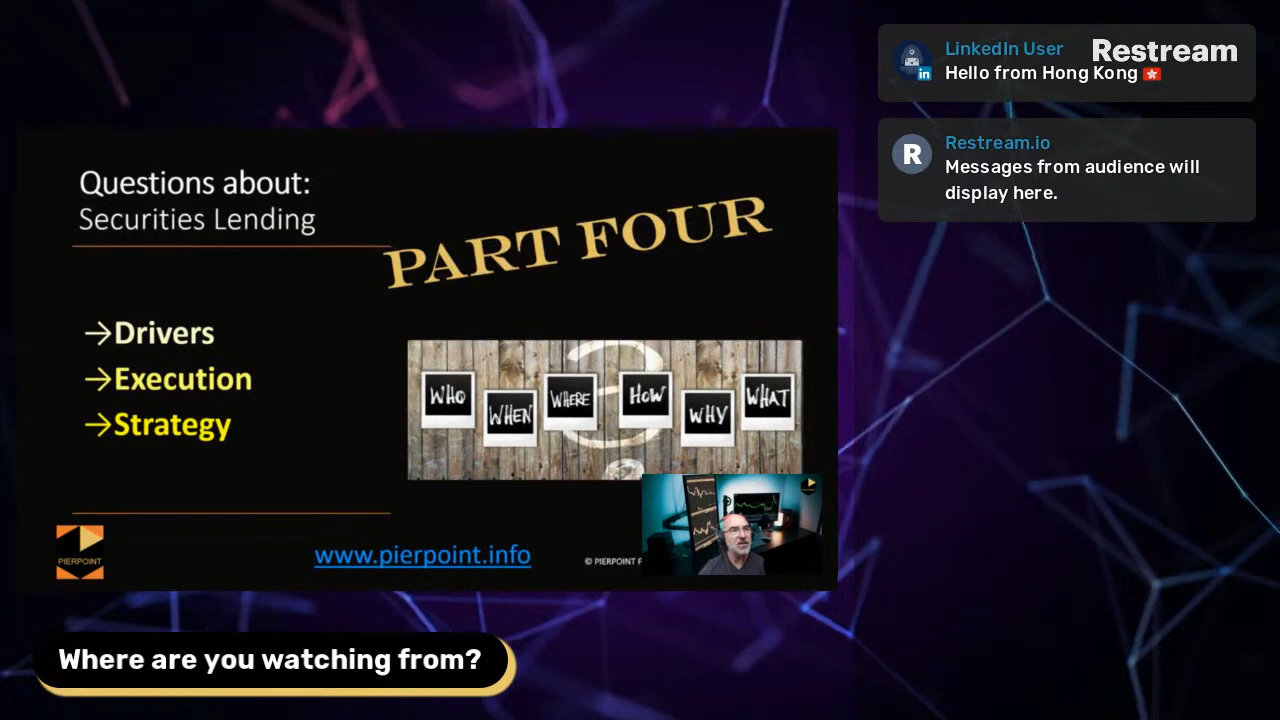 LinkedIn User
Restream
Hello from Hong Kong 🇭🇰
R
Restream.io
Messages from audience will
display here.
Questions about:
Securities Lending
PART FOUR
→Drivers
→Execution
→Strategy
WHO
WHEN
WHERE
HOW
WHY
WHAT
PIERPOINT
www.pierpoint.info
© PIERPOINT F
Where are you watching from?